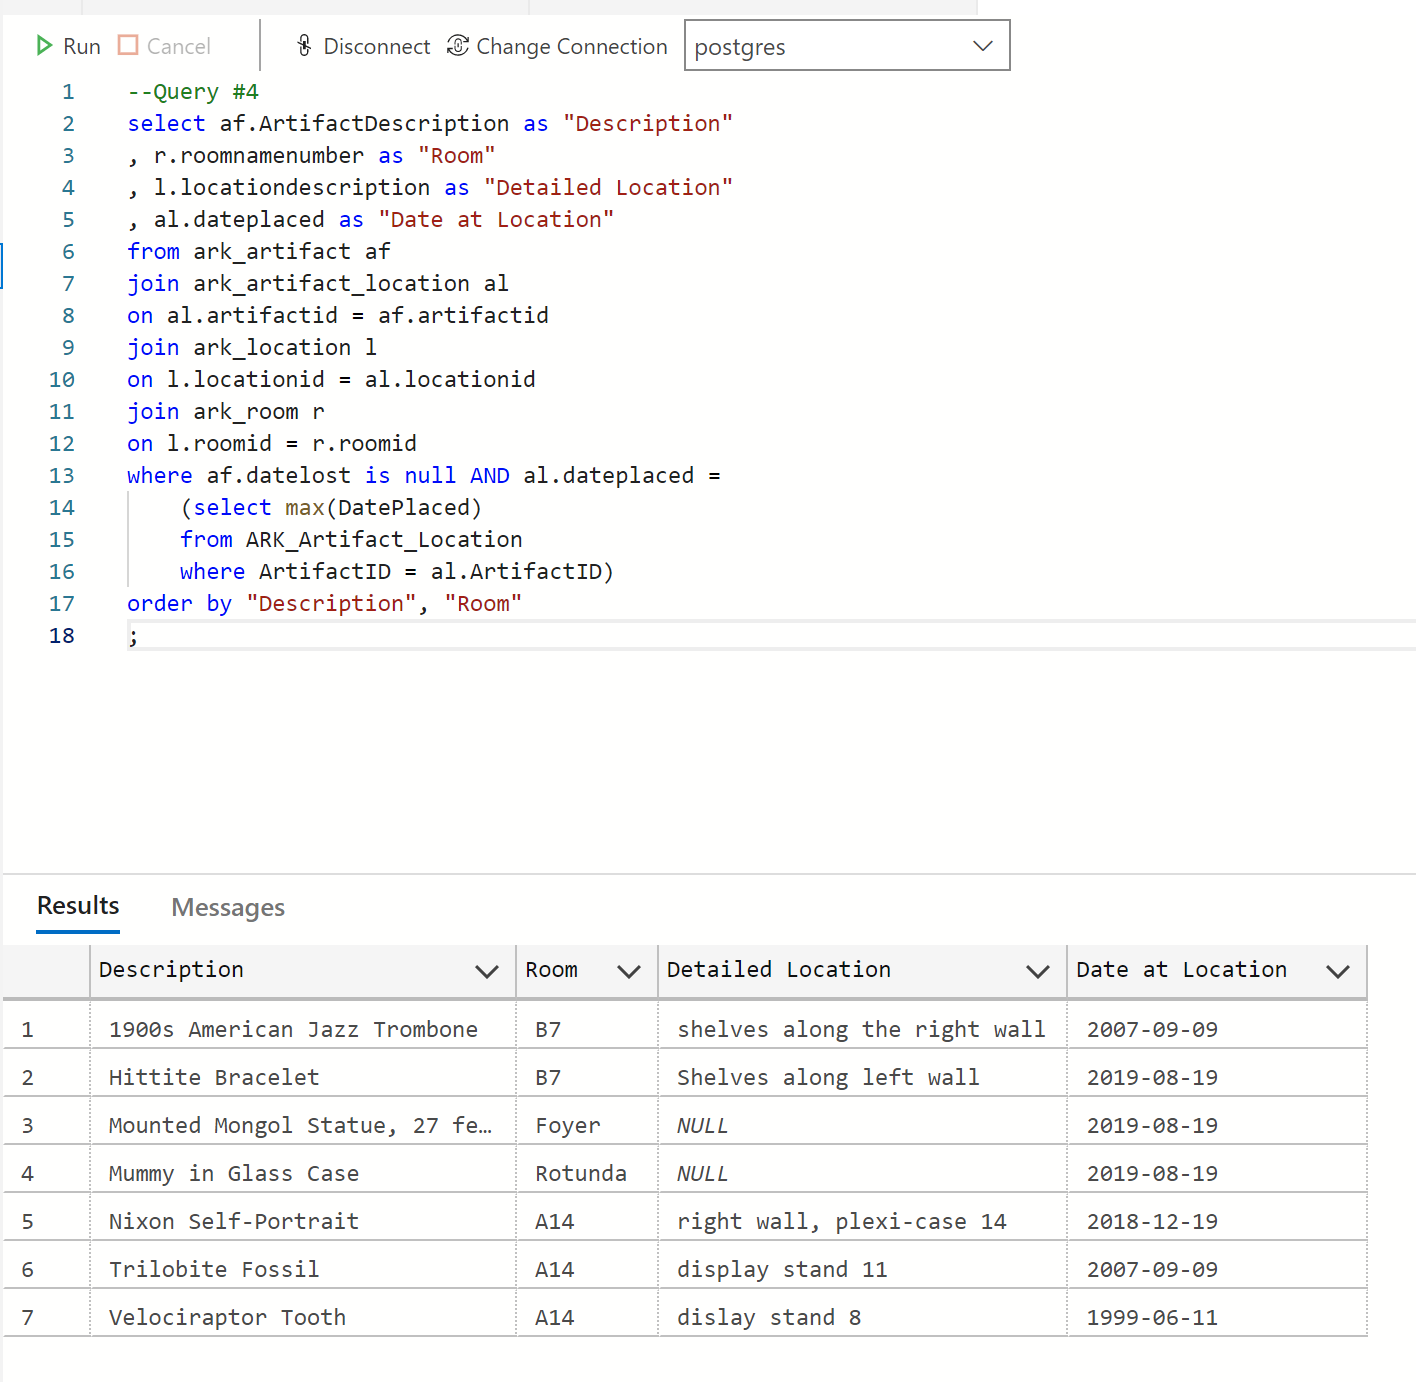 Run Cancel Disconnect Change Connection postgres
1 --Query #4
2 select af.ArtifactDescription as "Description"
3 , r.roomnamenumber as "Room"
4 , l.locationdescription as "Detailed Location"
5 , al.dateplaced as "Date at Location"
6 from ark_artifact af
7 join ark_artifact_location al
8 on al.artifactid = af.artifactid
9 join ark_location l
10 on l.locationid = al.locationid
11 join ark_room r
12 on l.roomid = r.roomid
13 where af.datelost is null AND al.dateplaced =
14 (select max(DatePlaced)
15 from ARK_Artifact_Location
16 where ArtifactID = al.ArtifactID)
17 order by "Description", "Room"
18 ;
Results Messages
Description Room Detailed Location Date at Location
1 1900s American Jazz Trombone B7 shelves along the right wall 2007-09-09
2 Hittite Bracelet B7 Shelves along left wall 2019-08-19
3 Mounted Mongol Statue, 27 fe… Foyer NULL 2019-08-19
4 Mummy in Glass Case Rotunda NULL 2019-08-19
5 Nixon Self-Portrait A14 right wall, plexi-case 14 2018-12-19
6 Trilobite Fossil A14 display stand 11 2007-09-09
7 Velociraptor Tooth A14 dislay stand 8 1999-06-11